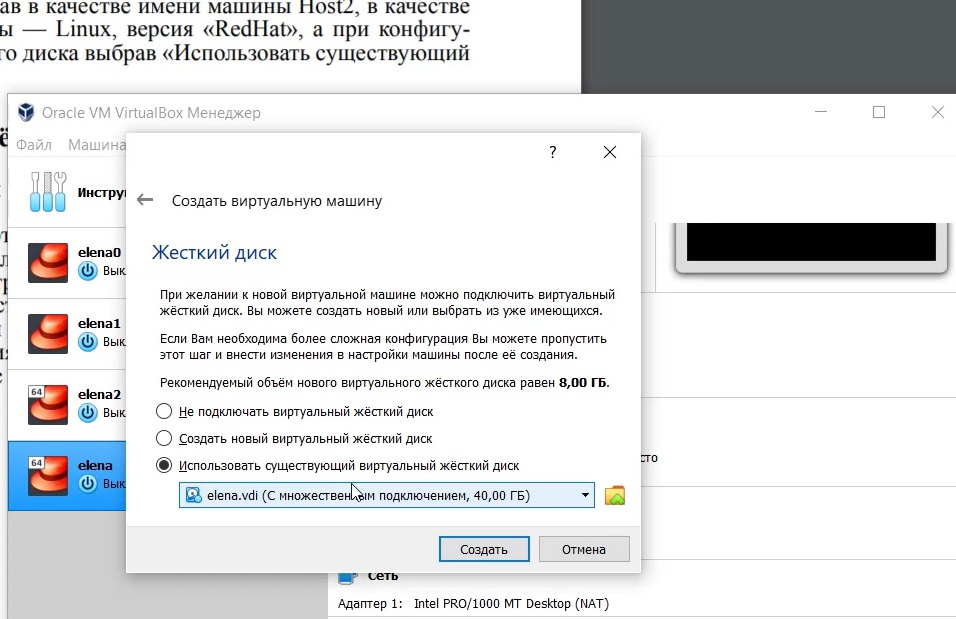 ав в качестве имени машины Host2, в качестве
ы — Linux, версия «RedHat», а при конфигу-
го диска выбрав «Использовать существующий
Oracle VM VirtualBox Менеджер
Файл Машина
?
Инстру
Создать виртуальную машину
elena0
Вык
elena1
Вык
64
elena2
Вык
64
elena
Вык
Жесткий диск
При желании к новой виртуальной машине можно подключить виртуальный
жёсткий диск. Вы можете создать новый или выбрать из уже имеющихся.
Если Вам необходима более сложная конфигурация Вы можете пропустить
этот шаг и внести изменения в настройки машины после её создания.
Рекомендуемый объём нового виртуального жёсткого диска равен 8,00 ГБ.
Не подключать виртуальный жёсткий диск
Создать новый виртуальный жёсткий диск
Использовать существующий виртуальный жёсткий диск
elena.vdi (С множественным подключением, 40,00 ГБ)
Создать Отмена
сто
Сеть
Адаптер 1: Intel PRO/1000 MT Desktop (NAT)